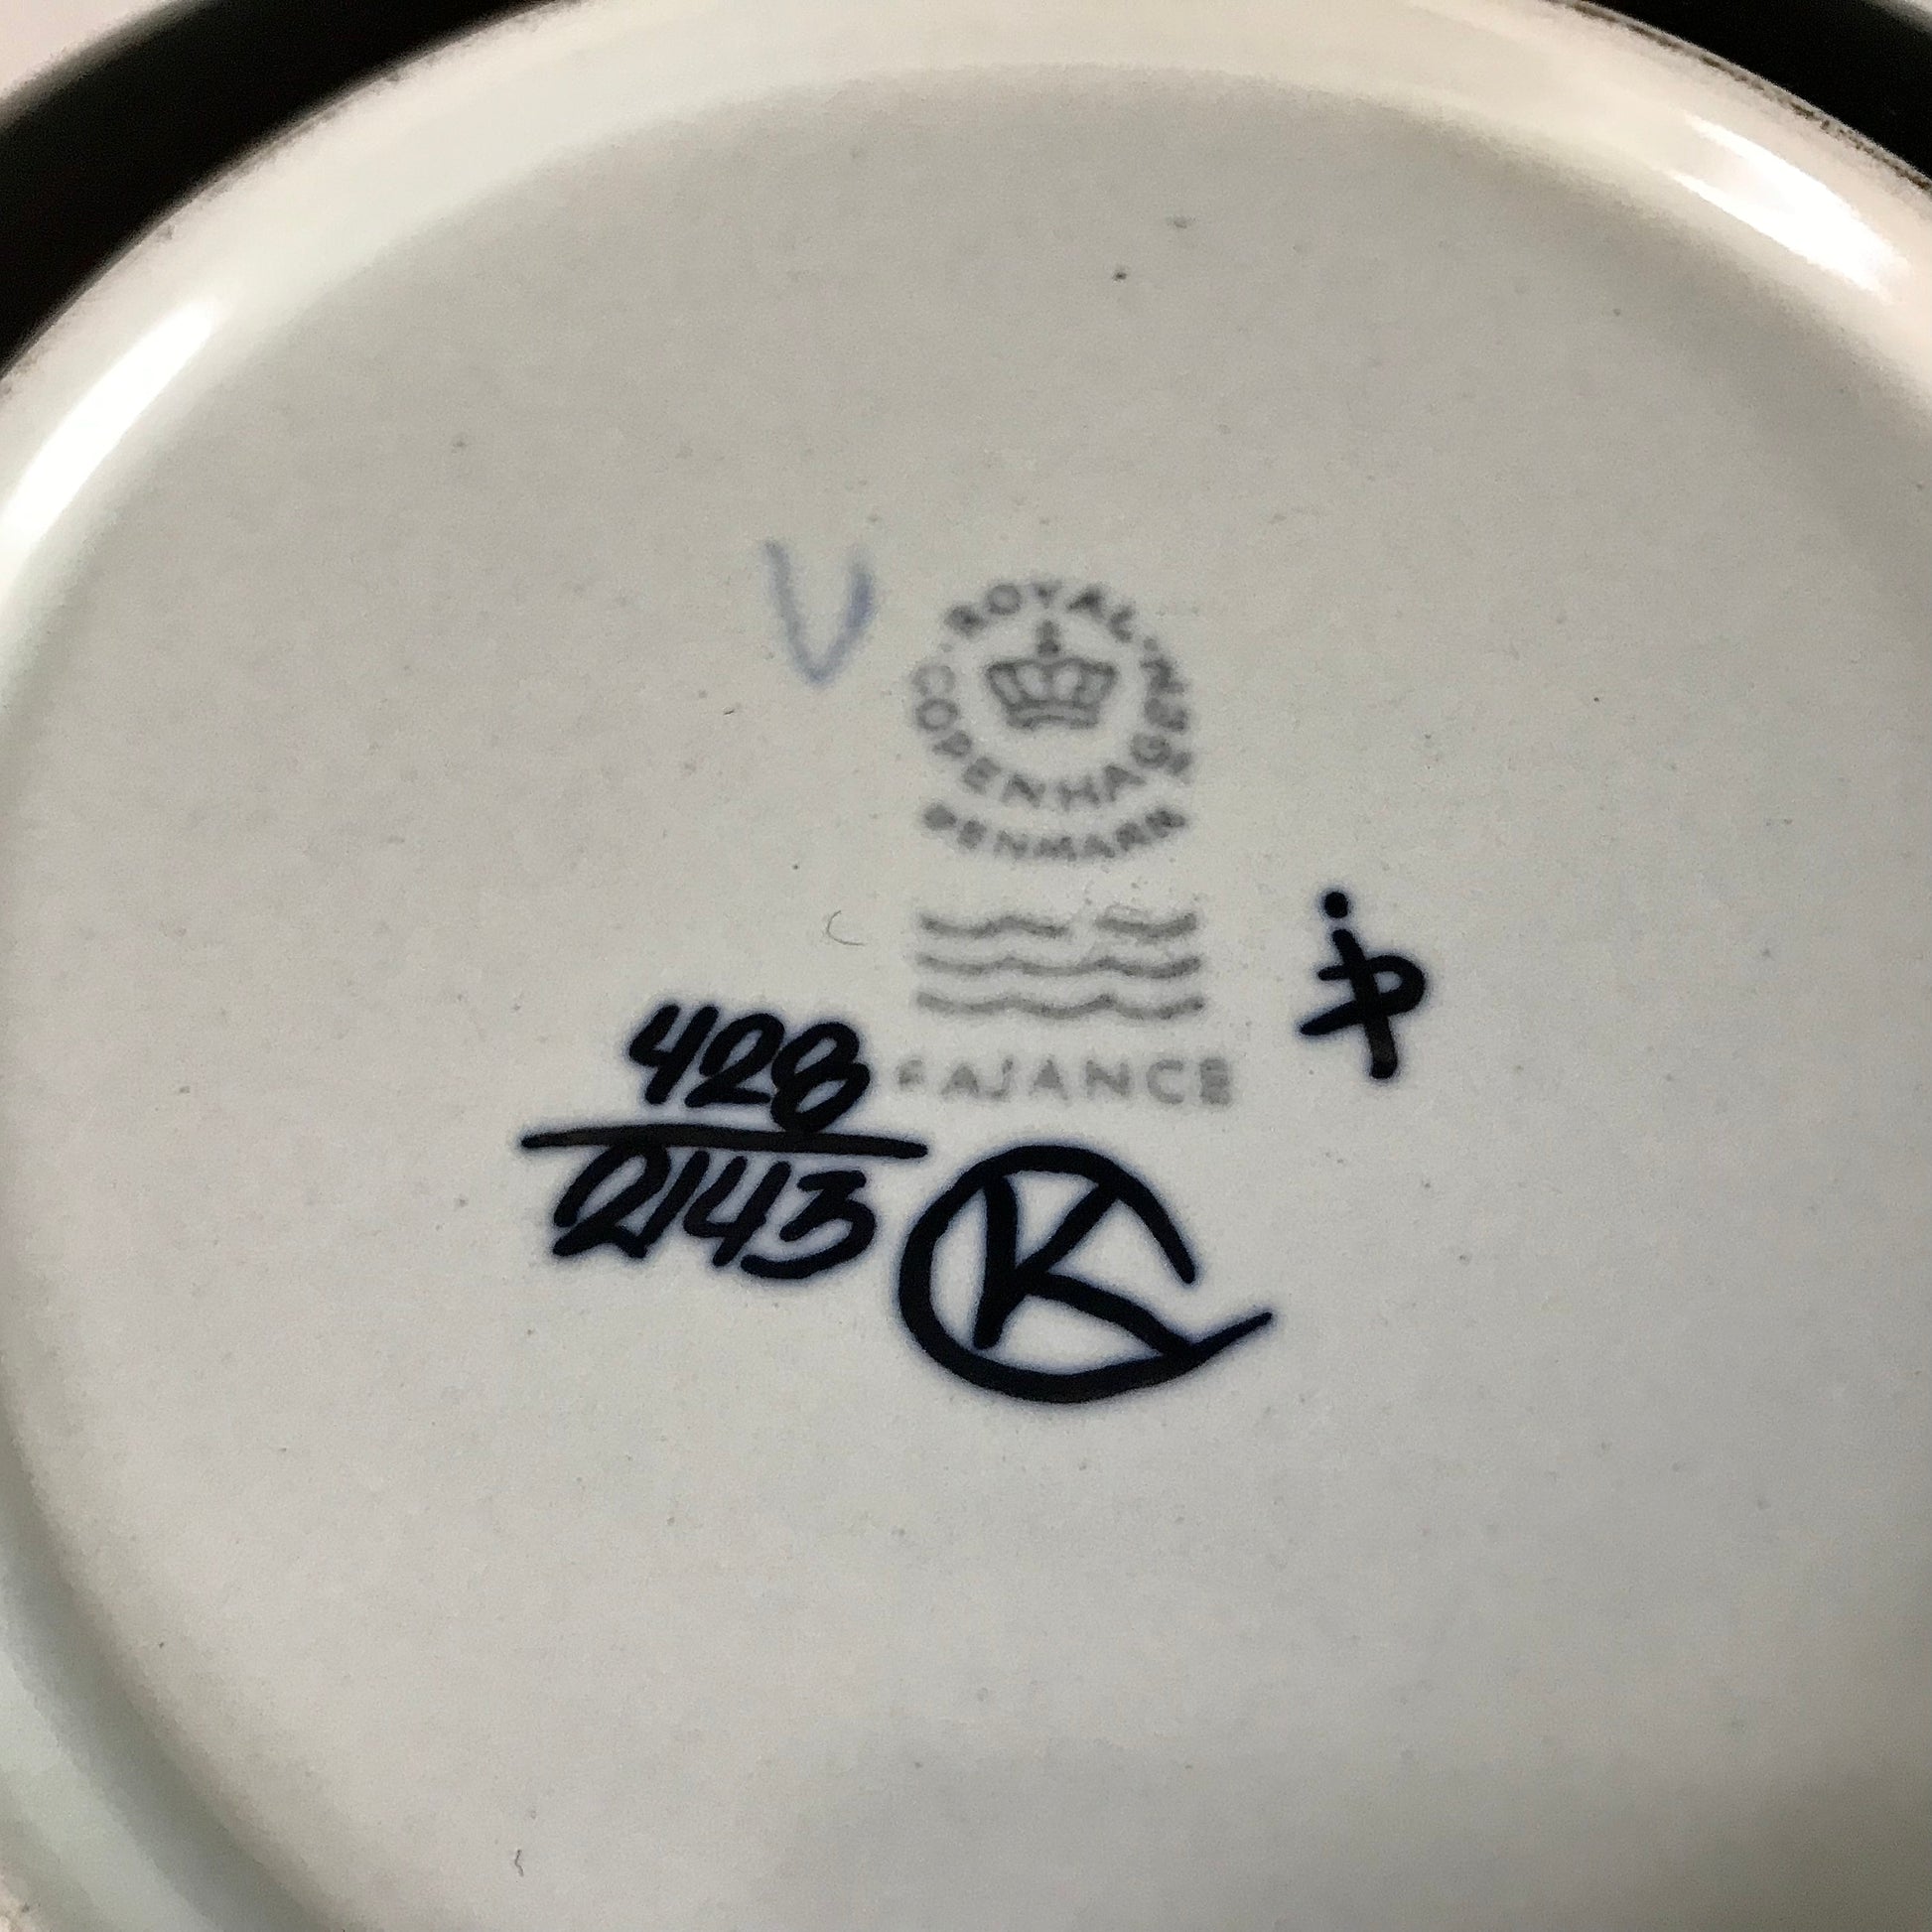 V
ROYAL
COPENHAGEN
DENMARK
FAJANCE
428
2143